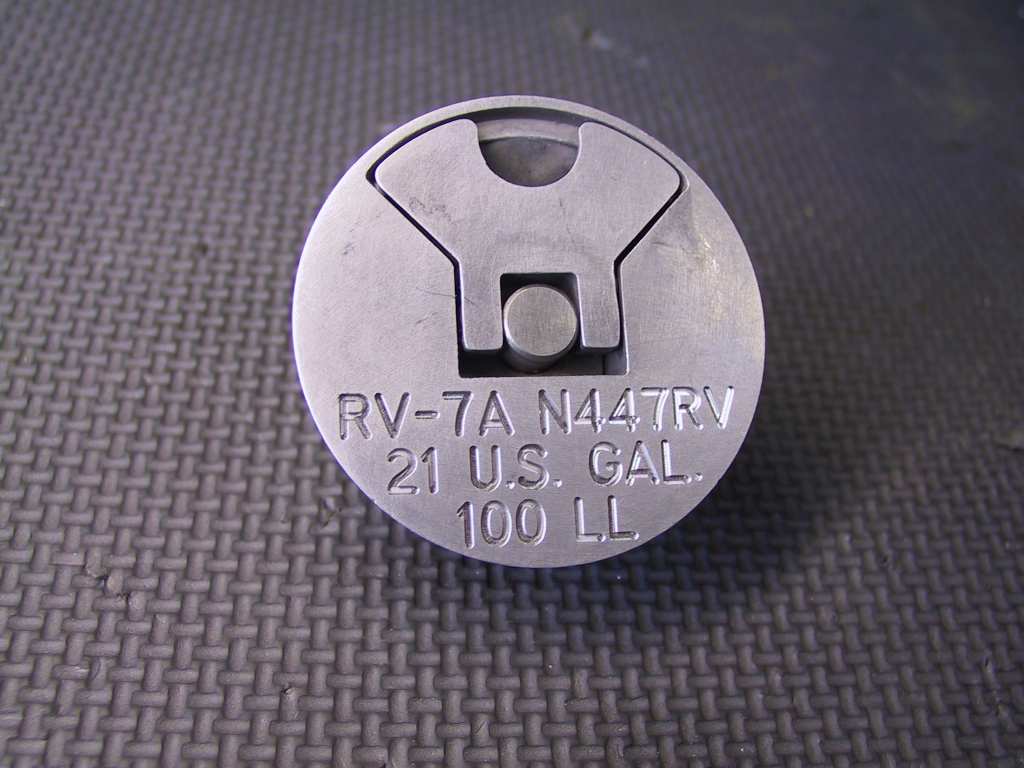 RV-7A N447RV
21 U.S. GAL.
100 LL